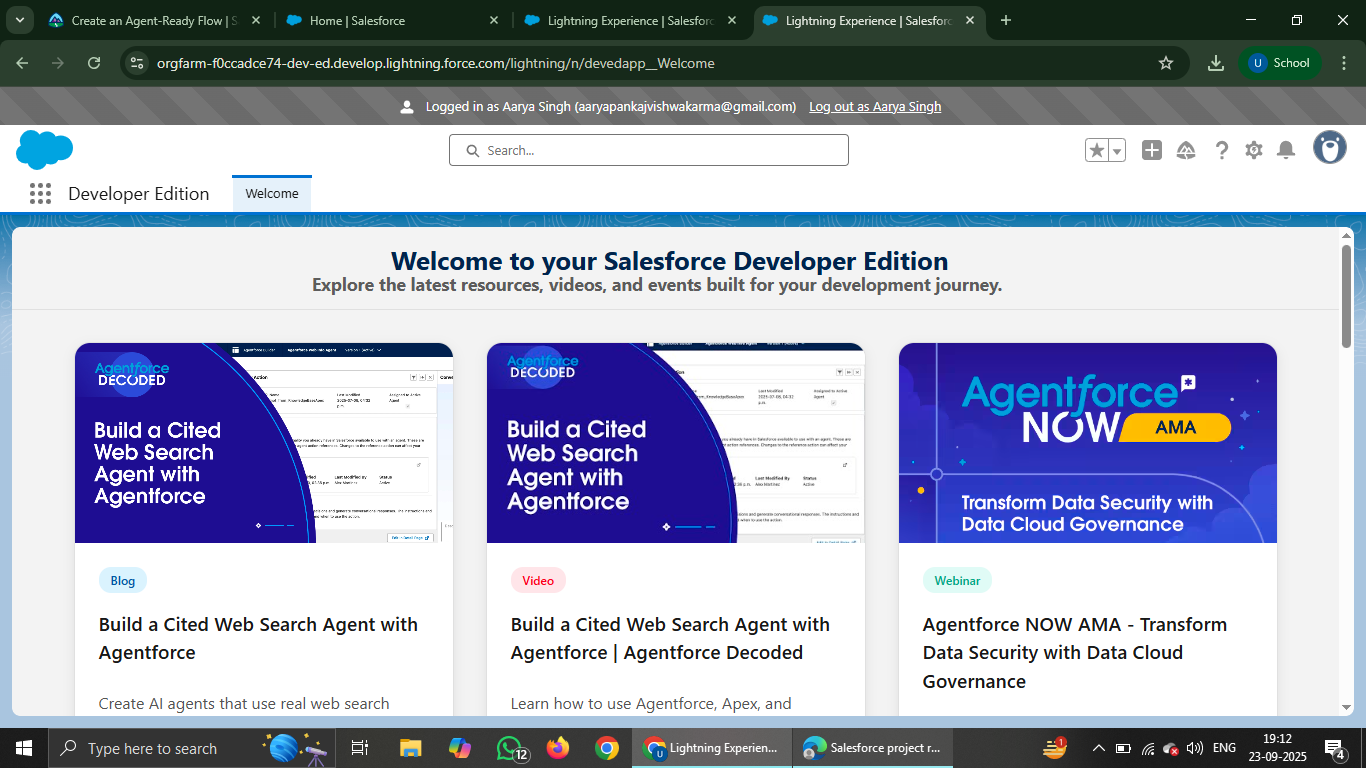 Create an Agent-Ready Flow | S
Home | Salesforce
Lightning Experience | Salesforc
Lightning Experience | Salesforc
orgfarm-f0ccadce74-dev-ed.develop.lightning.force.com/lightning/n/devedapp__Welcome
U School
Logged in as Aarya Singh (aaryapankajvishwakarma@gmail.com) Log out as Aarya Singh
Search...
Developer Edition
Welcome
Welcome to your Salesforce Developer Edition
Explore the latest resources, videos, and events built for your development journey.
Agentforce
DECODED
Build a Cited
Web Search
Agent with
Agentforce
Blog
Build a Cited Web Search Agent with
Agentforce
Create AI agents that use real web search
Agentforce
DECODED
Build a Cited
Web Search
Agent with
Agentforce
Video
Build a Cited Web Search Agent with
Agentforce | Agentforce Decoded
Learn how to use Agentforce, Apex, and
Agentforce
NOW AMA
Transform Data Security with
Data Cloud Governance
Webinar
Agentforce NOW AMA - Transform
Data Security with Data Cloud
Governance
Type here to search
12
U
Lightning Experien...
Salesforce project r...
1
ENG
19:12
23-09-2025
4